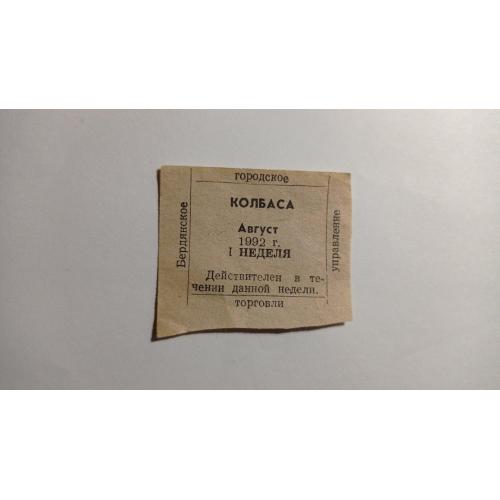 Бердянское
городское
управление
торговли
КОЛБАСА
Август
1992 г.
I НЕДЕЛЯ
Действителен в те-
чении данной недели.